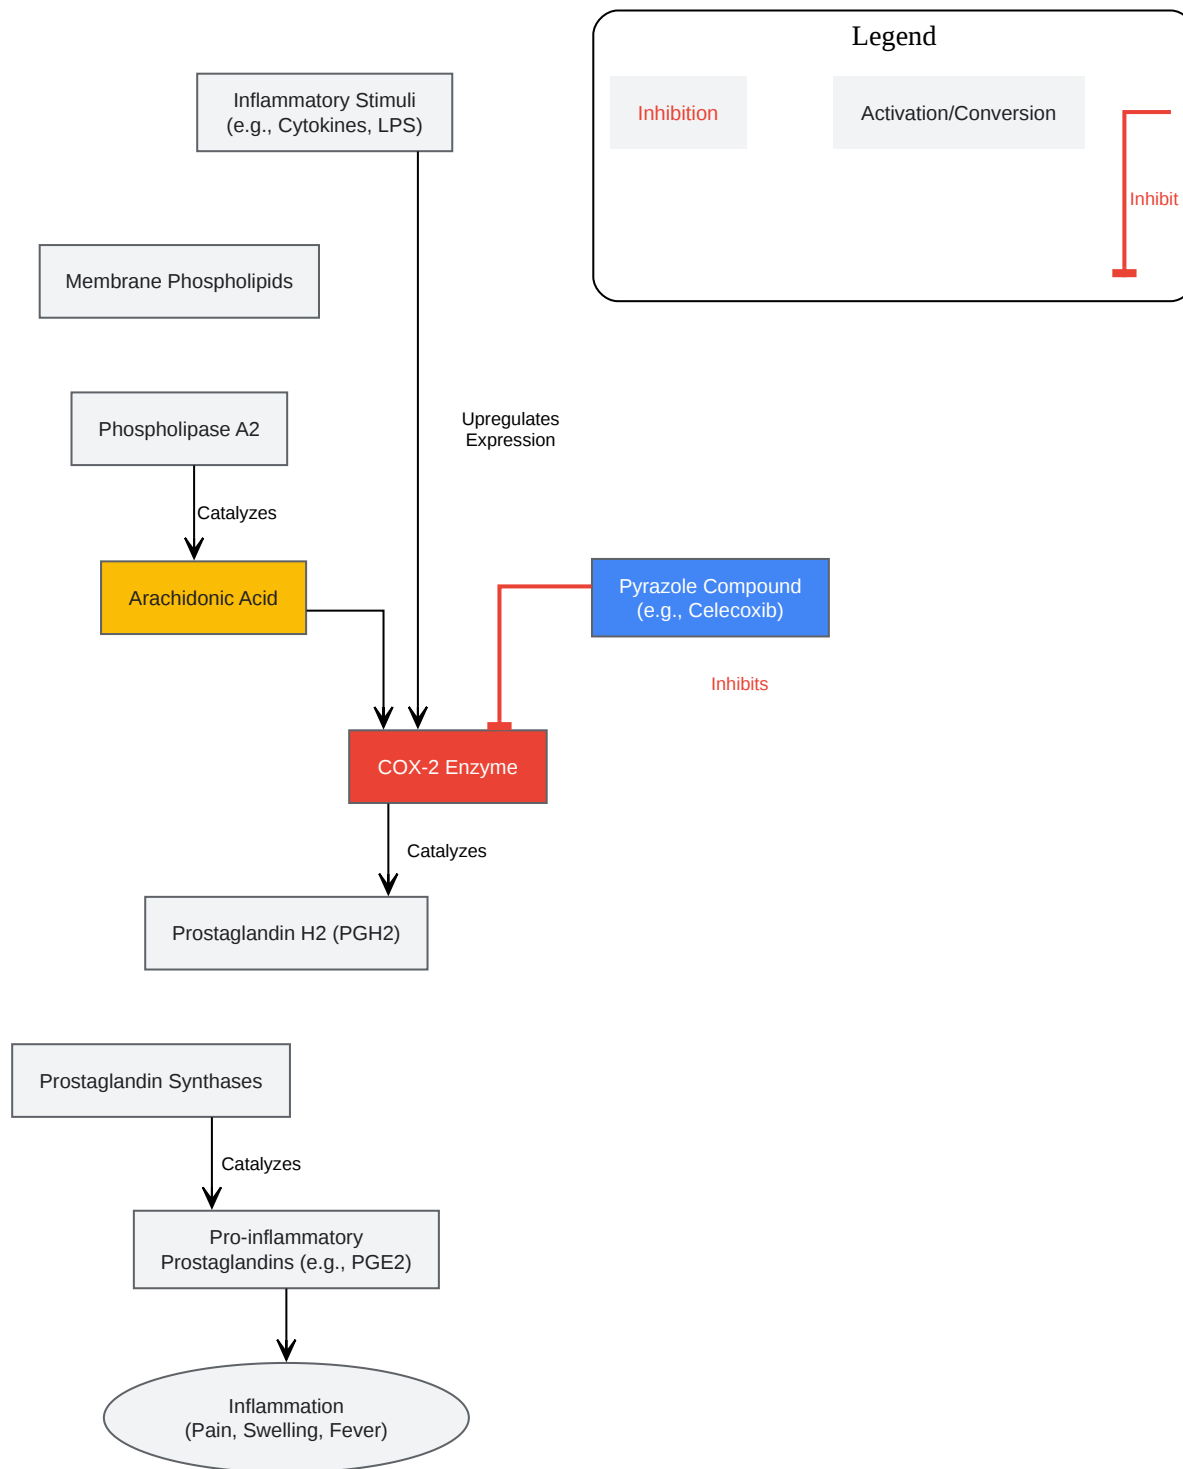 Legend
Inhibition
Activation/Conversion
Inhibit
Inflammatory Stimuli
(e.g., Cytokines, LPS)
Membrane Phospholipids
Phospholipase A2
Upregulates
Expression
Catalyzes
Arachidonic Acid
Pyrazole Compound
(e.g., Celecoxib)
Inhibits
COX-2 Enzyme
Catalyzes
Prostaglandin H2 (PGH2)
Prostaglandin Synthases
Catalyzes
Pro-inflammatory
Prostaglandins (e.g., PGE2)
Inflammation
(Pain, Swelling, Fever)